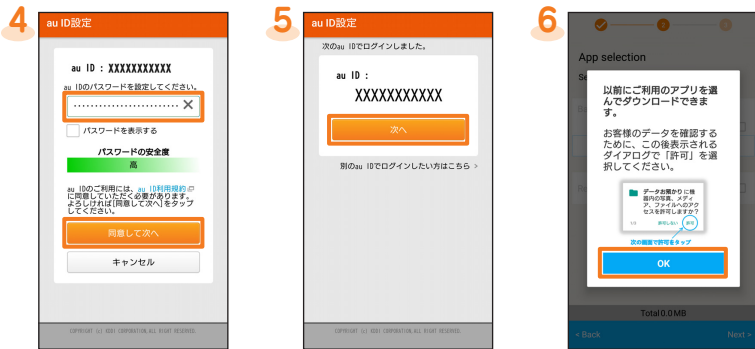 4
au ID設定
au ID : XXXXXXXXXXX
au IDのパスワードを設定してください。
パスワードを表示する
パスワードの安全度
高
au IDのご利用には、au ID利用規約
に同意していただく必要があります。
よろしければ[同意して次へ]をタップ
してください。
同意して次へ
キャンセル
COPYRIGHT (c) KDDI CORPORATION,ALL RIGHT RESERVED.
5
au ID設定
次のau IDでログインしました。
au ID :
XXXXXXXXXXX
次へ
別のau IDでログインしたい方はこちら >
COPYRIGHT (c) KDDI CORPORATION,ALL RIGHT RESERVED.
6
App selection
Se
以前にご利用のアプリを選
んでダウンロードできま
す。
お客様のデータを確認する
ために、この後表示される
ダイアログで「許可」を選
択してください。
データお預かり に機
器内の写真、メディ
ア、ファイルへのアク
セスを許可しますか?
許可しない 許可
次の画面で許可をタップ
OK
Total 0.0 MB
< Back Next >